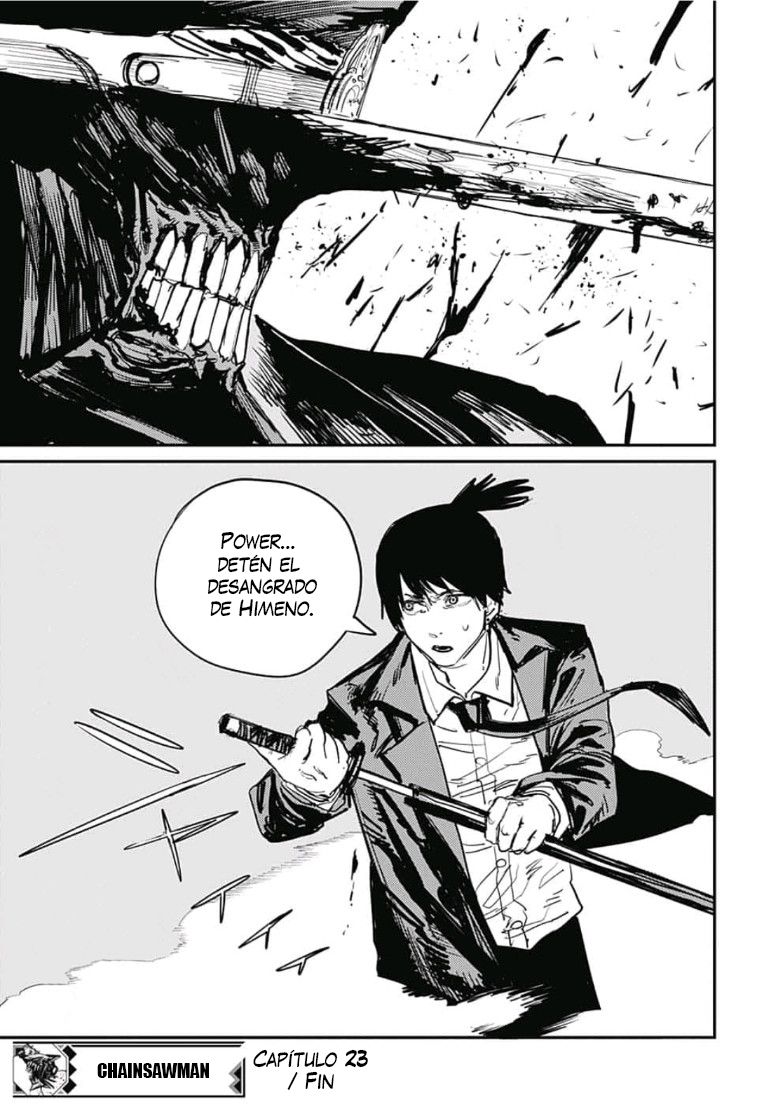 Power...
detén el
desangrado
de Himeno.
CHAINSAWMAN
Capítulo 23
/ Fin